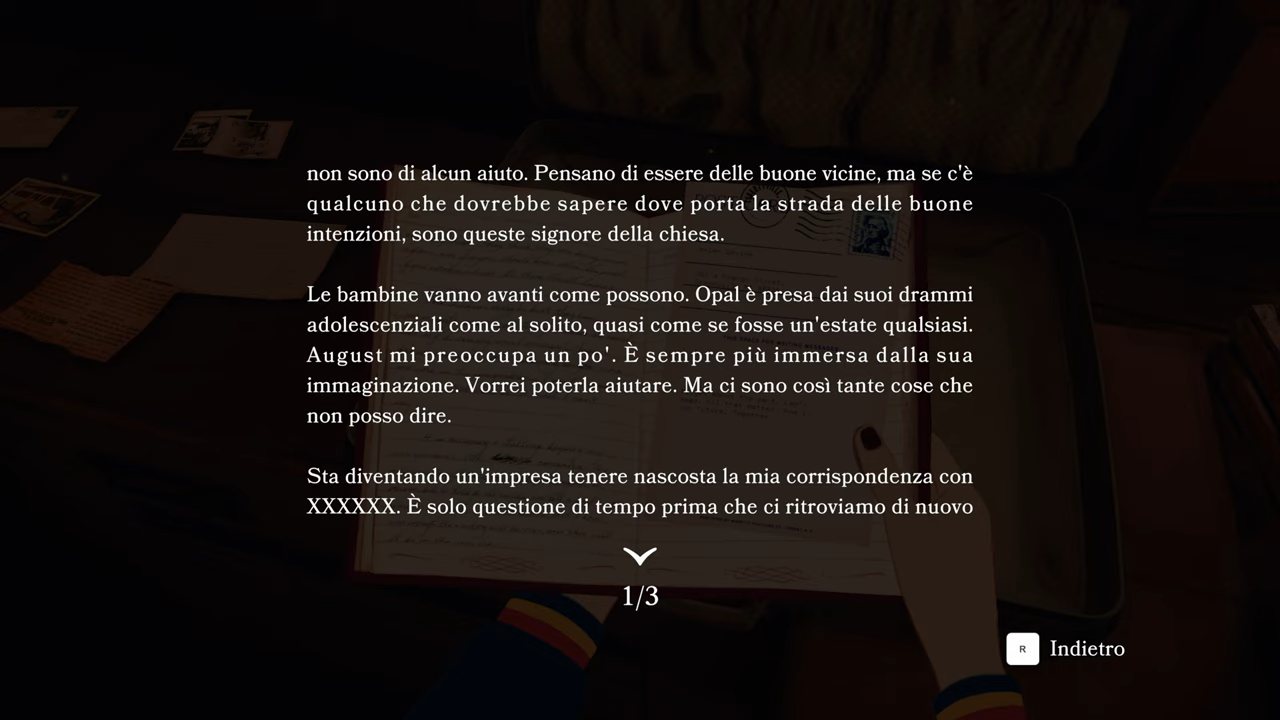 non sono di alcun aiuto. Pensano di essere delle buone vicine, ma se c'è
qualcuno che dovrebbe sapere dove porta la strada delle buone
intenzioni, sono queste signore della chiesa.
Le bambine vanno avanti come possono. Opal è presa dai suoi drammi
adolescenziali come al solito, quasi come se fosse un'estate qualsiasi.
August mi preoccupa un po'. È sempre più immersa dalla sua
immaginazione. Vorrei poterla aiutare. Ma ci sono così tante cose che
non posso dire.
Sta diventando un'impresa tenere nascosta la mia corrispondenza con
XXXXXX. È solo questione di tempo prima che ci ritroviamo di nuovo
1/3
R Indietro